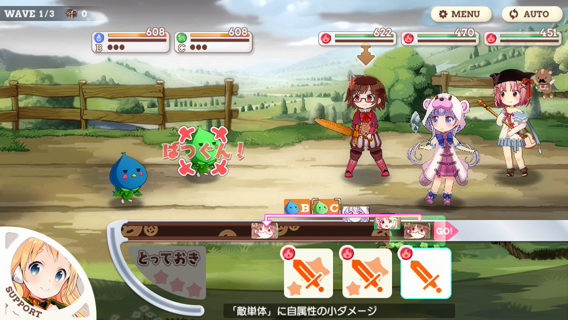 WAVE 1/3
0
MENU
AUTO
608
B
608
C
622
470
451
ばつぐん!
B
C
GO!
とっておき
SUPPORT
「敵単体」に自属性の小ダメージ